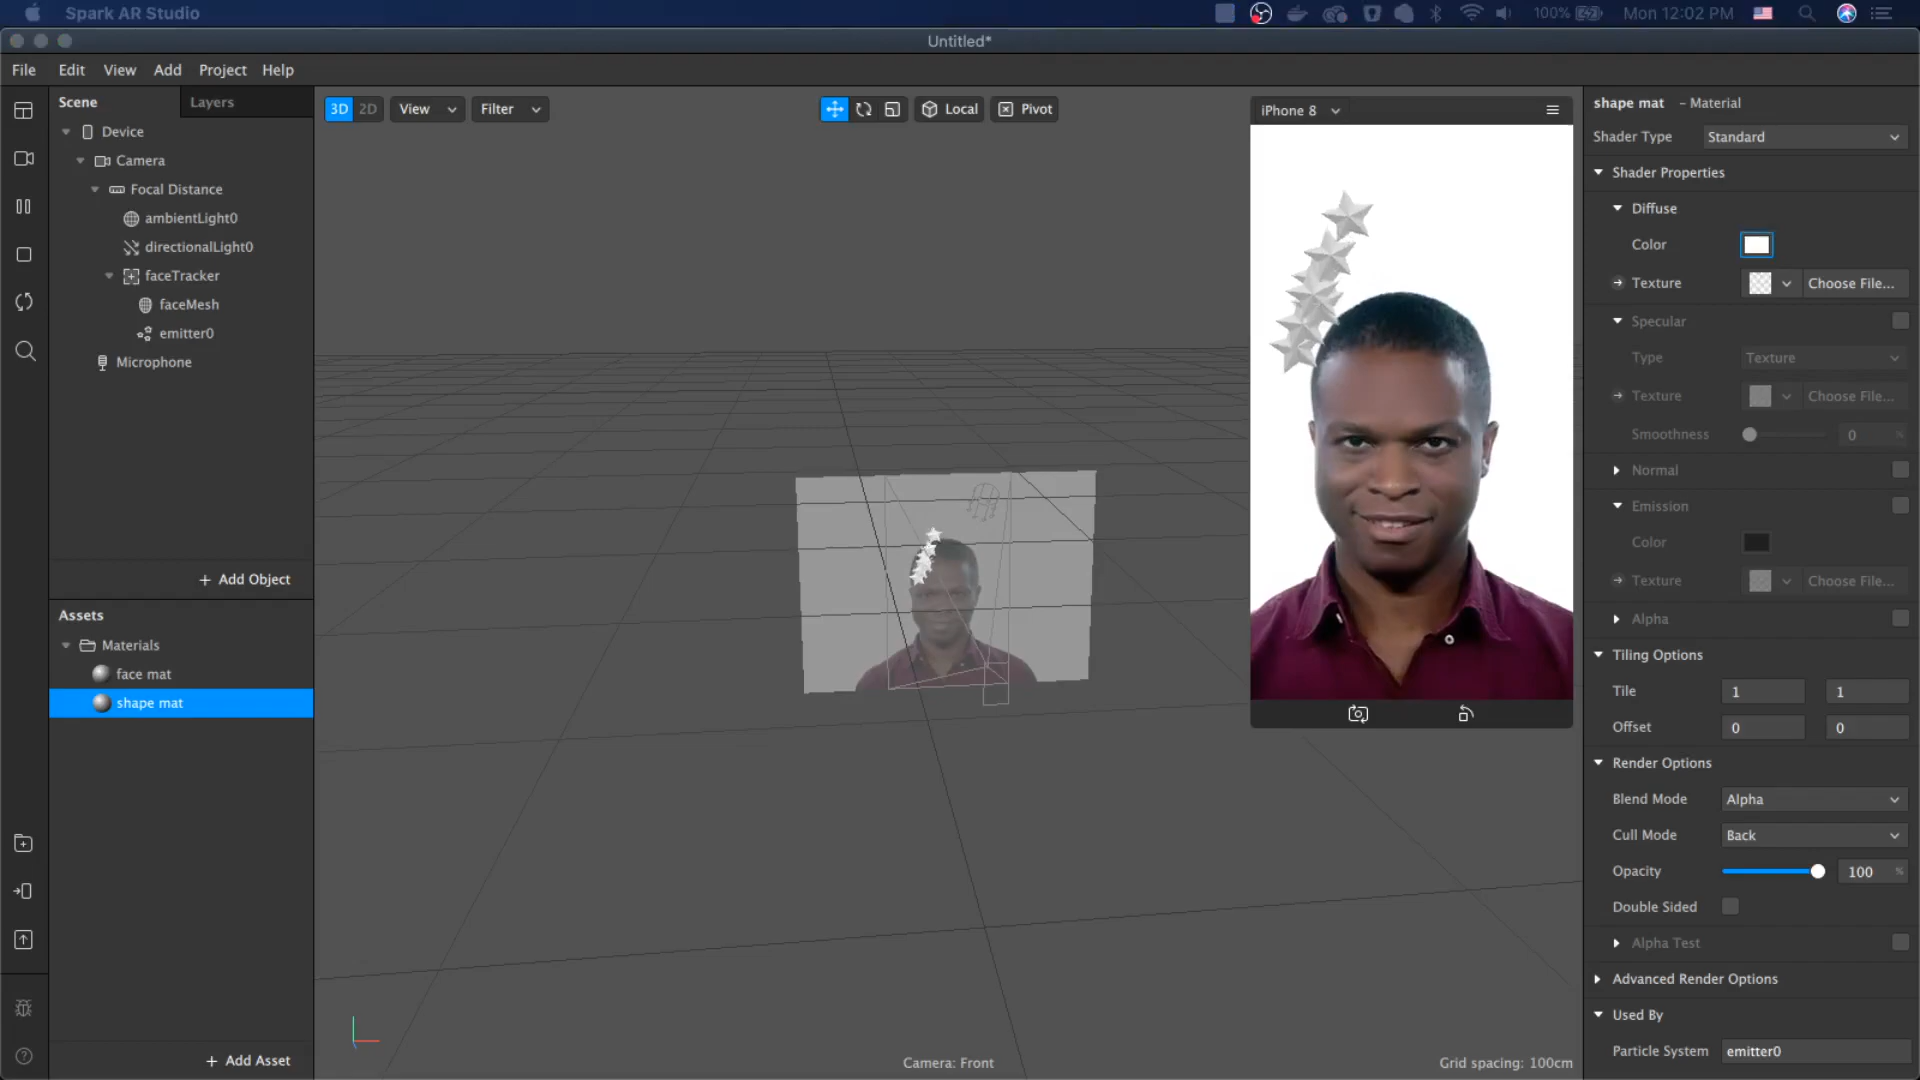 Spark AR Studio
100%
Mon 12:02 PM
Untitled*
File Edit View Add Project Help
Scene
Layers
Device
Camera
Focal Distance
ambientLight0
directionalLight0
faceTracker
faceMesh
emitter0
Microphone
+ Add Object
Assets
Materials
face mat
shape mat
+ Add Asset
3D 2D
View
Filter
Local
Pivot
iPhone 8
Camera: Front
Grid spacing: 100cm
shape mat – Material
Shader Type Standard
Shader Properties
Diffuse
Color
Texture Choose File...
Specular
Type Texture
Texture Choose File...
Smoothness 0 %
Normal
Emission
Color
Texture Choose File...
Alpha
Tiling Options
Tile 1 1
Offset 0 0
Render Options
Blend Mode Alpha
Cull Mode Back
Opacity 100 %
Double Sided
Alpha Test
Advanced Render Options
Used By
Particle System emitter0